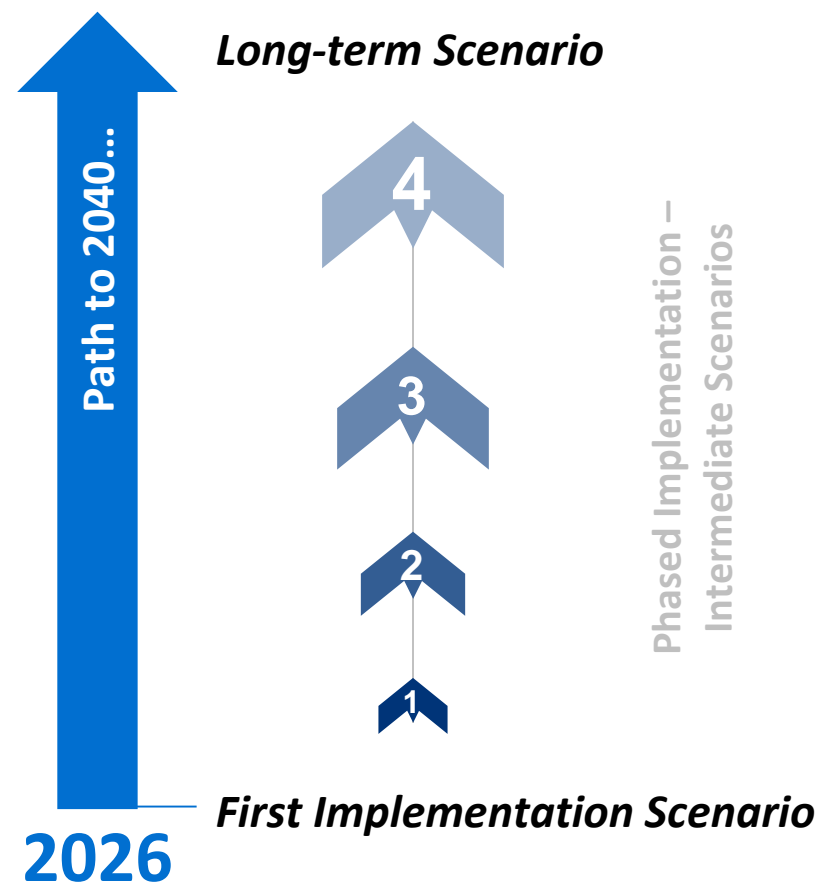 Long-term Scenario
Path to 2040...
4
3
2
1
Phased Implementation –
Intermediate Scenarios
First Implementation Scenario
2026